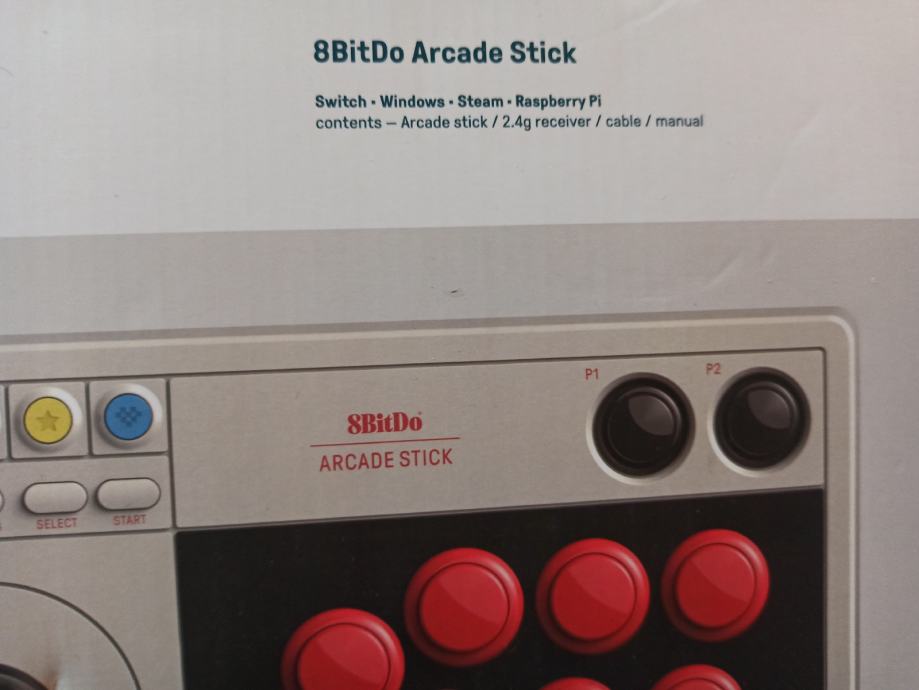 8BitDo Arcade Stick
Switch • Windows • Steam • Raspberry Pi
contents — Arcade stick / 2.4g receiver / cable / manual
P1
P2
8BitDo
ARCADE STICK
SELECT
START